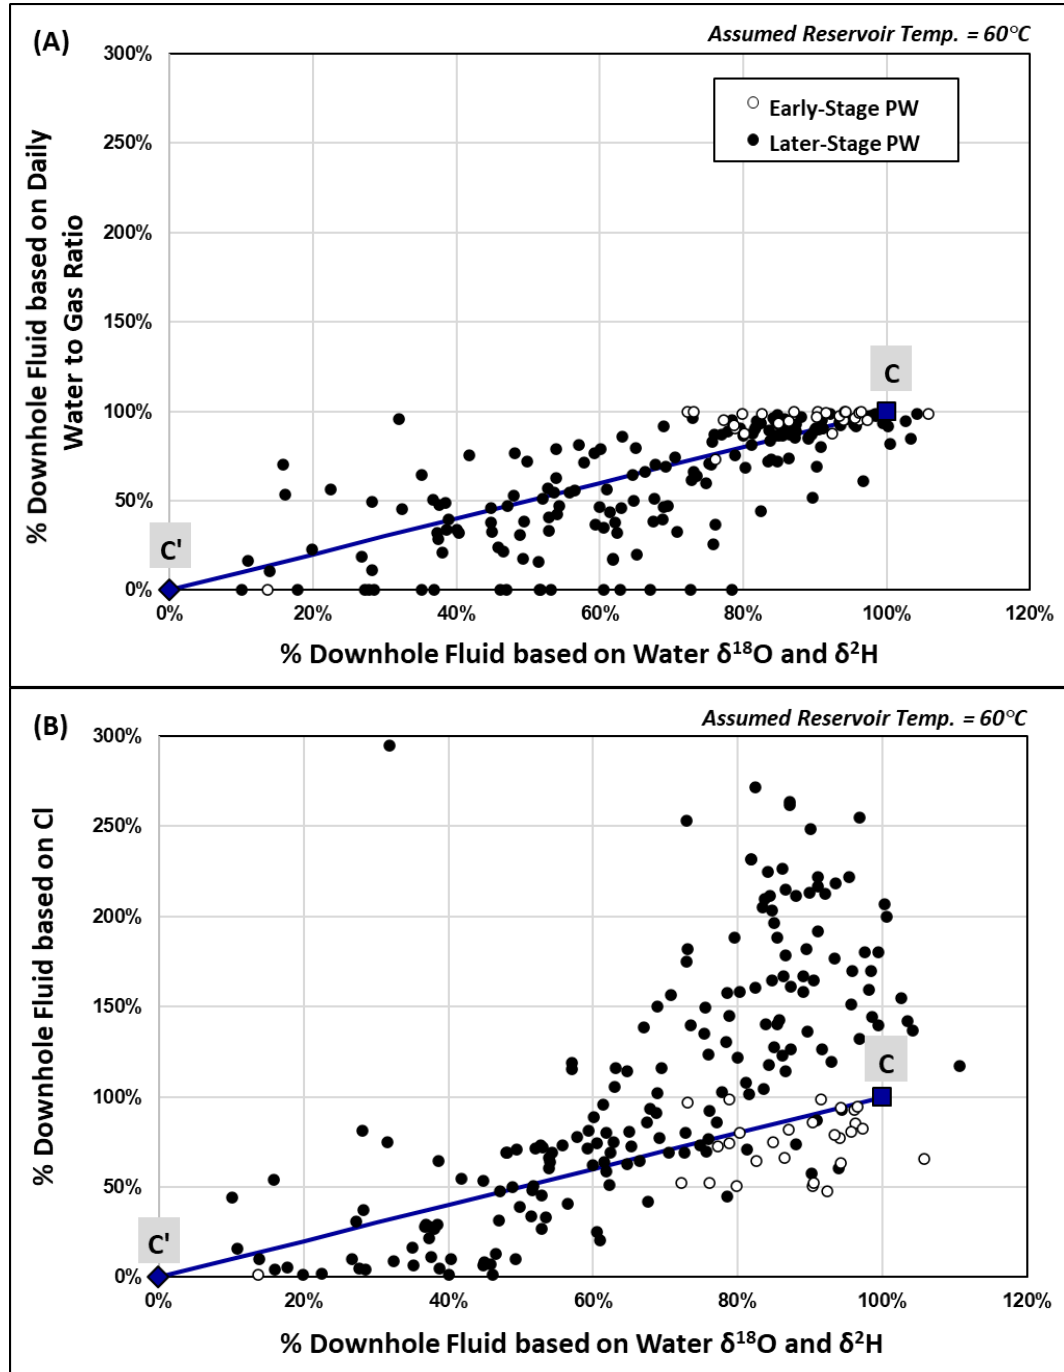 (A)
Assumed Reservoir Temp. = 60°C
300%
250%
200%
150%
100%
50%
0%
% Downhole Fluid based on Daily
Water to Gas Ratio
Early-Stage PW
Later-Stage PW
C
C'
0%
20%
40%
60%
80%
100%
120%
% Downhole Fluid based on Water δ¹⁸O and δ²H
(B)
Assumed Reservoir Temp. = 60°C
300%
250%
200%
150%
100%
50%
0%
% Downhole Fluid based on Cl
C
C'
0%
20%
40%
60%
80%
100%
120%
% Downhole Fluid based on Water δ¹⁸O and δ²H